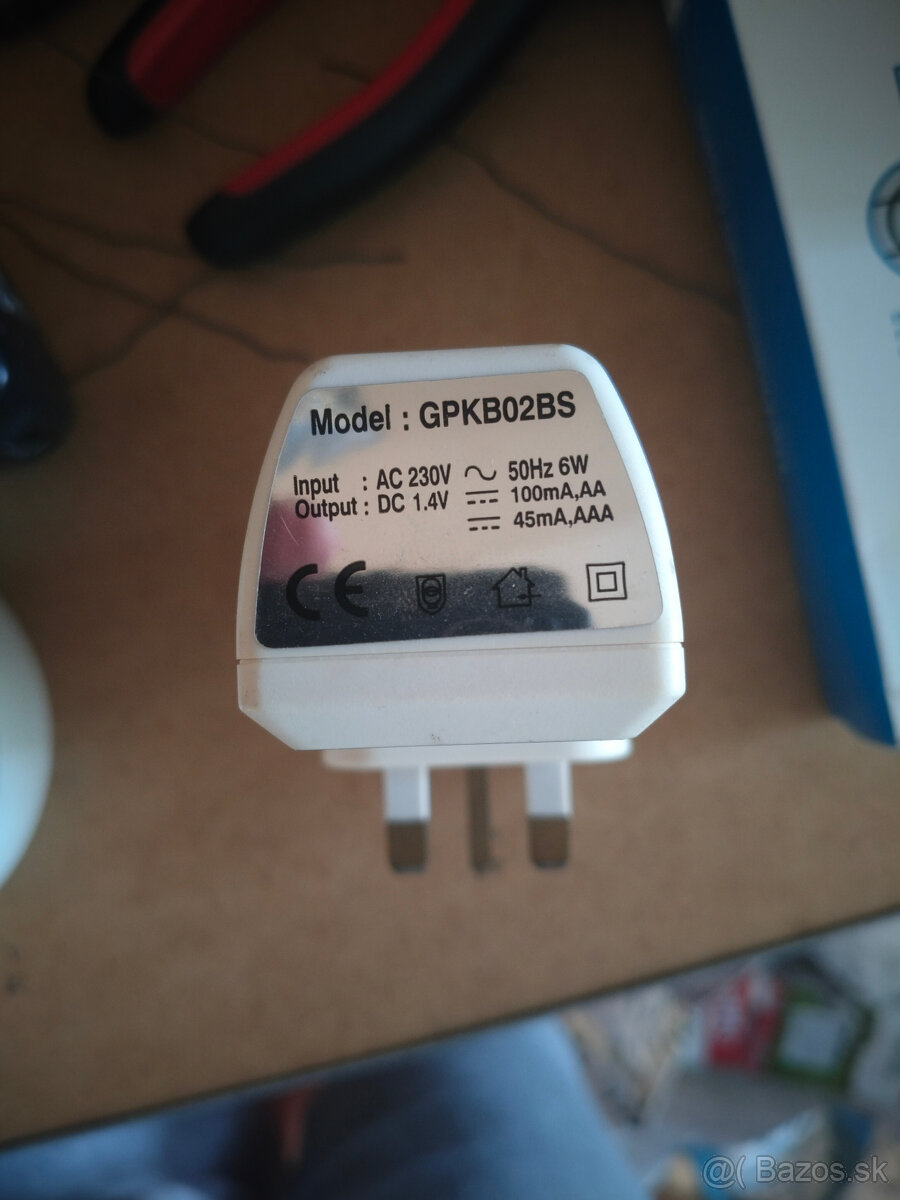 Model : GPKB02BS
Input : AC 230V ~ 50Hz 6W
Output : DC 1.4V ⎓ 100mA,AA
⎓ 45mA,AAA
CE
@( Bazos.sk